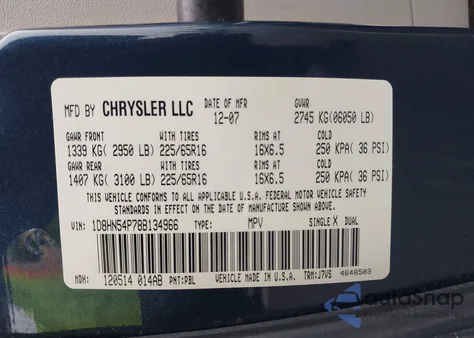 MFD BY CHRYSLER LLC DATE OF MFR GVWR
12-07 2745 KG(06050 LB)
GAWR FRONT WITH TIRES RIMS AT COLD
1339 KG( 2950 LB) 225/65R16 16X6.5 250 KPA( 36 PSI)
GAWR REAR WITH TIRES RIMS AT COLD
1407 KG( 3100 LB) 225/65R16 16X6.5 250 KPA( 36 PSI)
THIS VEHICLE CONFORMS TO ALL APPLICABLE U.S.A. FEDERAL MOTOR VEHICLE SAFETY
STANDARDS IN EFFECT ON THE DATE OF MANUFACTURE SHOWN ABOVE.
VIN: 1D8HN54P78B134966 TYPE: MPV SINGLE X DUAL
MDH: 120514 014AB PNT:PBL VEHICLE MADE IN U.S.A. TRM:J7VS 4648503
autoSnap